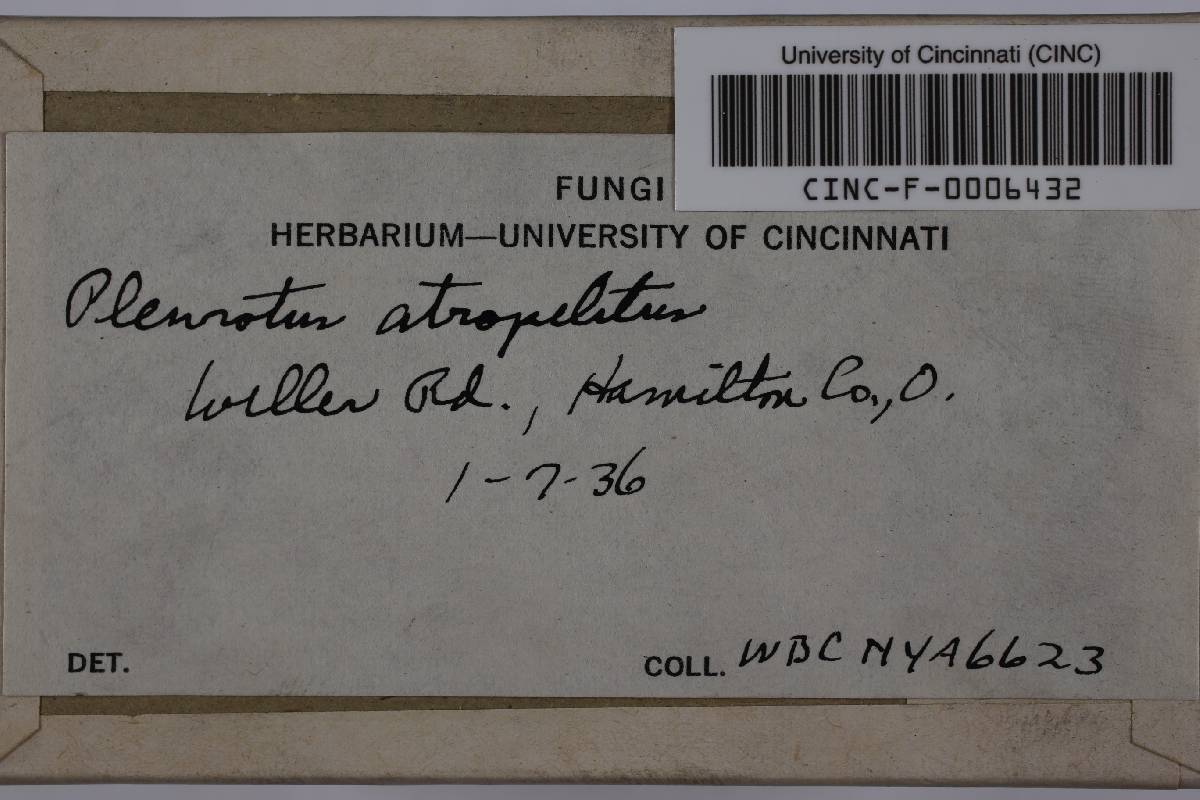 University of Cincinnati (CINC)
CINC-F-0006432
FUNGI
HERBARIUM—UNIVERSITY OF CINCINNATI
Pleurotus atropelitus
Weller Rd., Hamilton Co., O.
1-7-36
DET.
COLL. WBC NYA6623